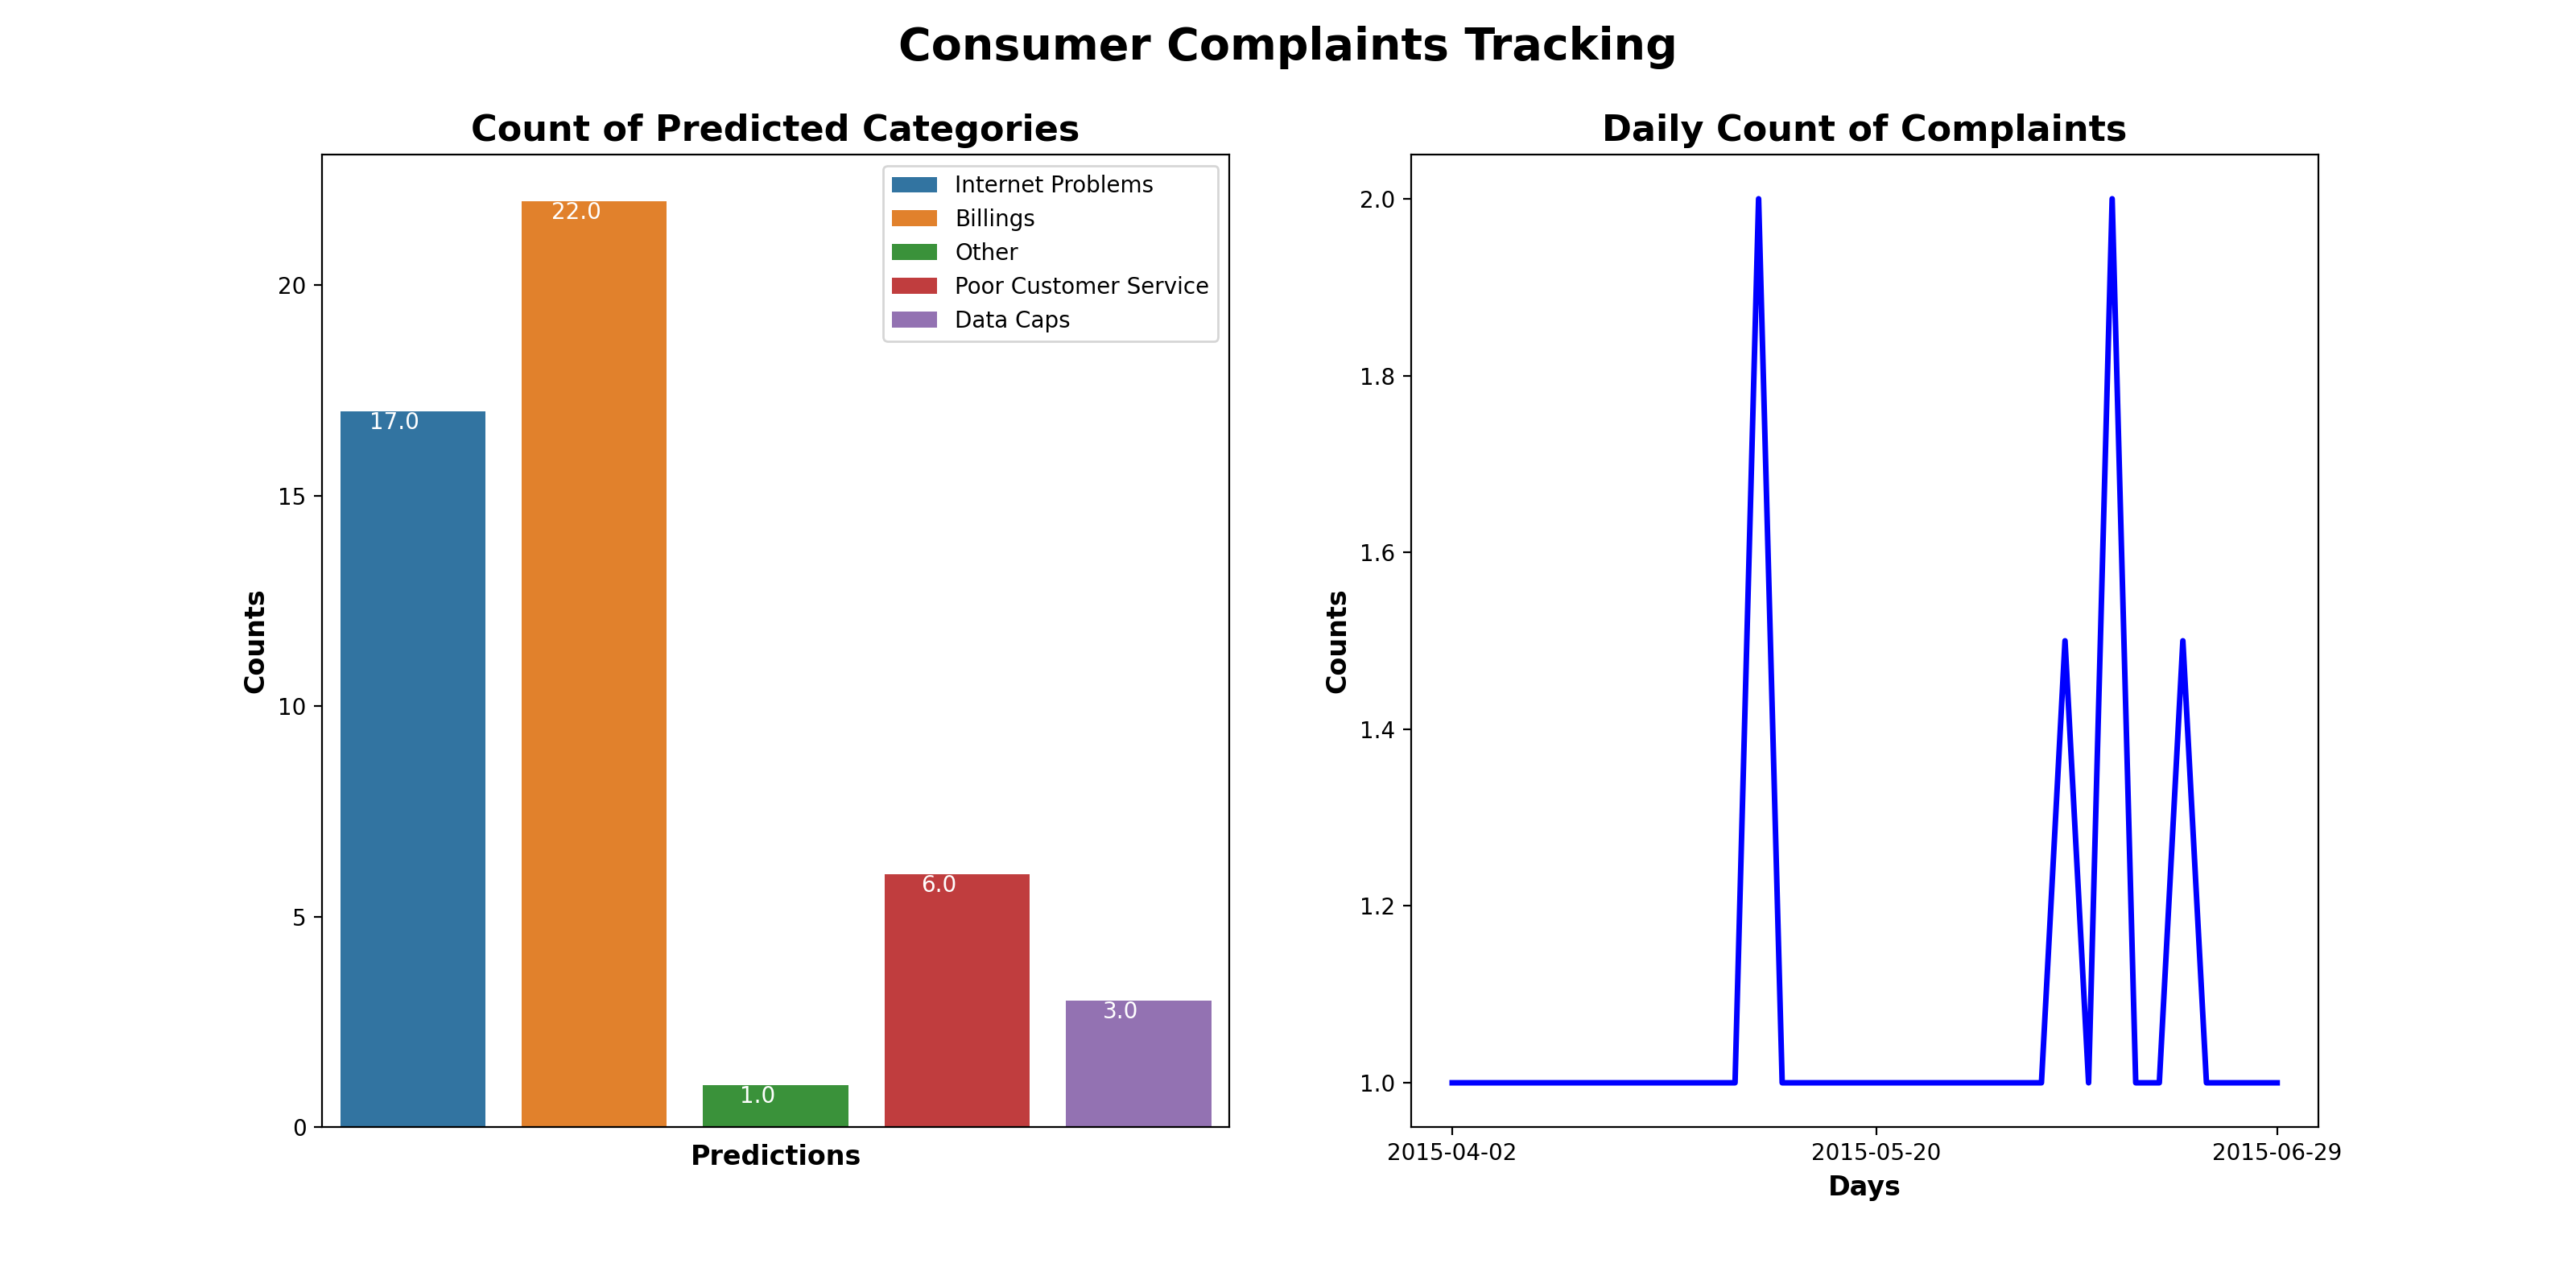 Consumer Complaints Tracking
Count of Predicted Categories
Internet Problems
Billings
Other
Poor Customer Service
Data Caps
22.0
17.0
6.0
3.0
1.0
20
15
10
5
0
Counts
Predictions
Daily Count of Complaints
2.0
1.8
1.6
1.4
1.2
1.0
Counts
2015-04-02 2015-05-20 2015-06-29
Days